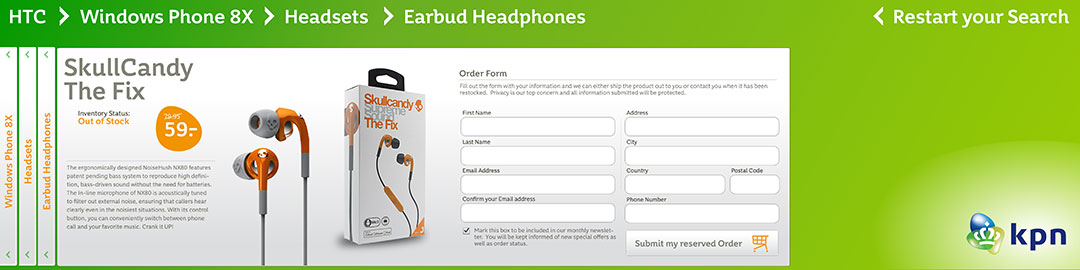 HTC > Windows Phone 8X > Headsets > Earbud Headphones
< Restart your Search
Windows Phone 8X
Headsets
Earbud Headphones
SkullCandy
The Fix
Inventory Status:
Out of Stock
79.95
59.-
The ergonomically designed NoiseHush NX80 features
patent pending bass system to reproduce high defini-
tion, bass-driven sound without the need for batteries.
The in-line microphone of NX80 is acoustically tuned
to filter out external noise, ensuring that callers hear
clearly even in the noisiest situations. With its control
button, you can conveniently switch between phone
call and your favorite music. Crank it UP!
Skullcandy
Supreme
Sound
The Fix
Order Form
Fill out the form with your information and we can either ship the product out to you or contact you when it has been
restocked. Privacy is our top concern and all information submitted will be protected.
First Name
Address
Last Name
City
Email Address
Country
Postal Code
Confirm your Email address
Phone Number
Mark this box to be included in our monthly newslet-
ter. You will be kept informed of new special offers as
well as order status.
Submit my reserved Order
kpn